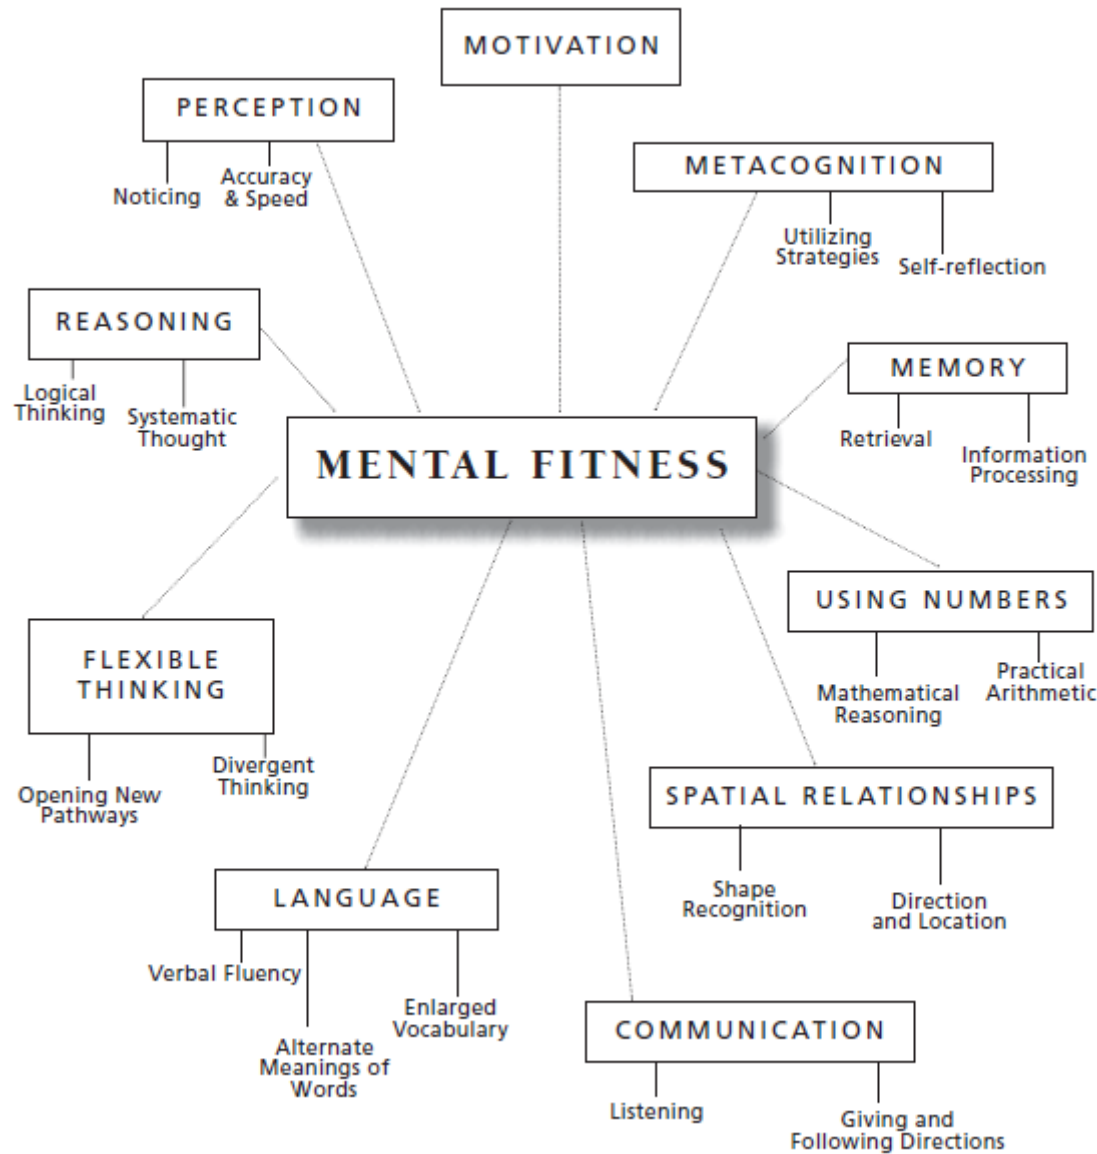 MOTIVATION
PERCEPTION
Noticing
Accuracy
& Speed
METACOGNITION
Utilizing
Strategies
Self-reflection
REASONING
Logical
Thinking
Systematic
Thought
MEMORY
Retrieval
Information
Processing
MENTAL FITNESS
USING NUMBERS
Mathematical
Reasoning
Practical
Arithmetic
FLEXIBLE
THINKING
Opening New
Pathways
Divergent
Thinking
SPATIAL RELATIONSHIPS
Shape
Recognition
Direction
and Location
LANGUAGE
Verbal Fluency
Alternate
Meanings of
Words
Enlarged
Vocabulary
COMMUNICATION
Listening
Giving and
Following Directions